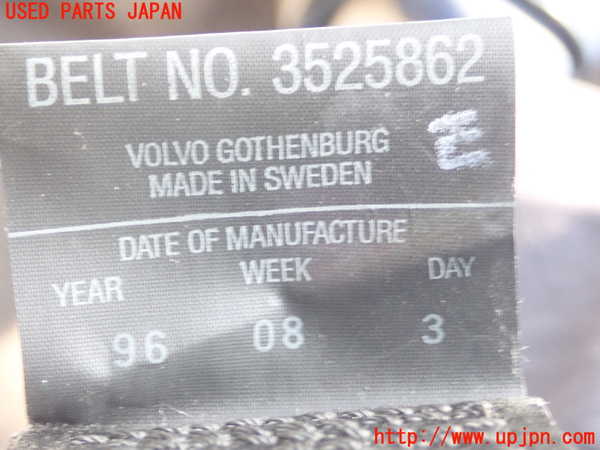 USED PARTS JAPAN
BELT NO. 3525862
VOLVO GOTHENBURG
MADE IN SWEDEN
DATE OF MANUFACTURE
YEAR WEEK DAY
96 08 3
http://www.upjpn.com/